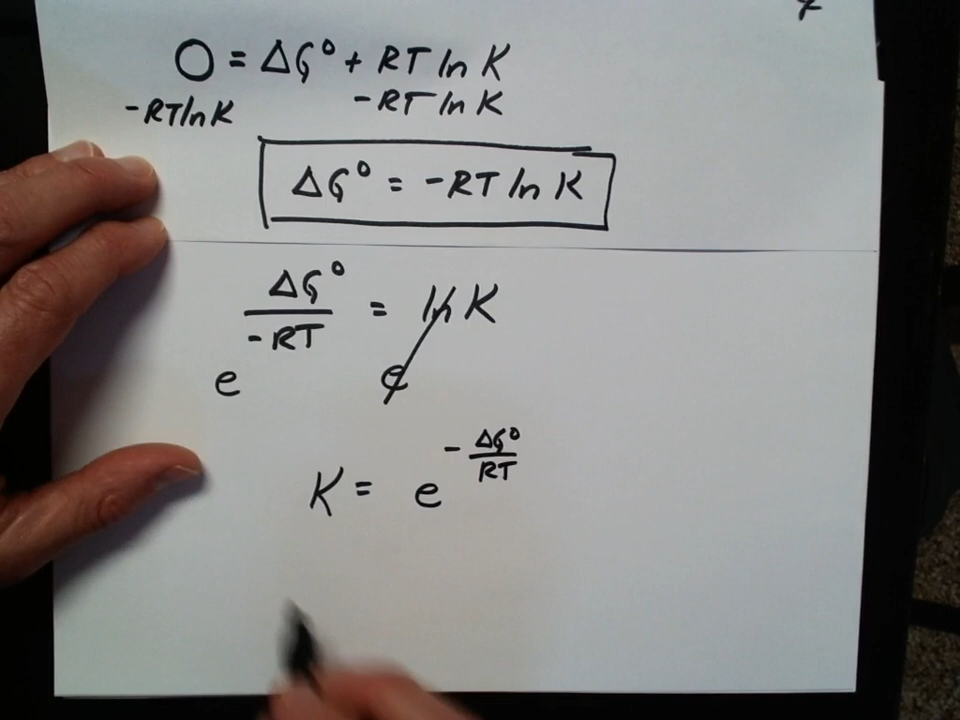 0 = ΔG° + RT ln K
-RT ln K -RT ln K
ΔG° = -RT ln K
ΔG°/-RT = ln K
e e
K = e^-ΔG°/RT